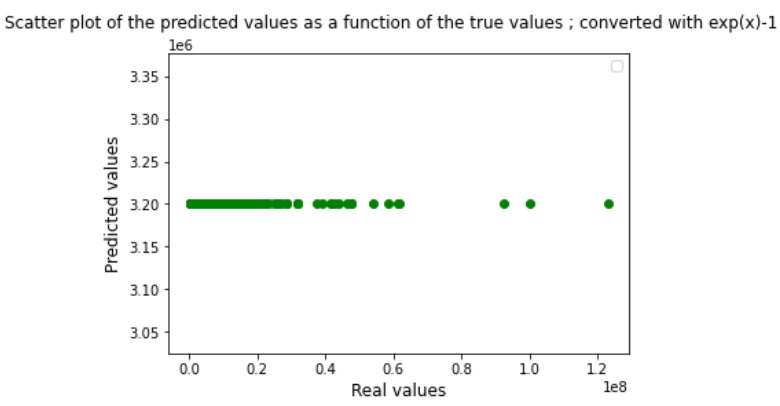 Scatter plot of the predicted values as a function of the true values ; converted with exp(x)-1
1e6
3.35
3.30
3.25
3.20
3.15
3.10
3.05
Predicted values
0.0 0.2 0.4 0.6 0.8 1.0 1.2
1e8
Real values